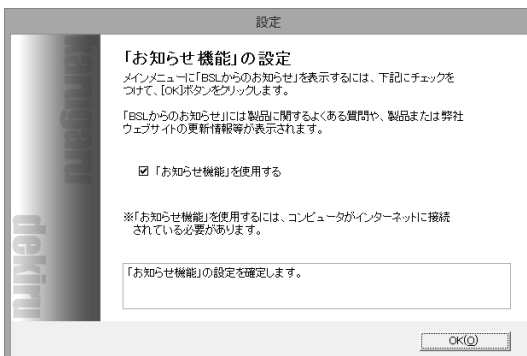 設定
karugaru
dekiru
「お知らせ機能」の設定
メインメニューに「BSLからのお知らせ」を表示するには、下記にチェックを
つけて、[OK]ボタンをクリックします。
「BSLからのお知らせ」には製品に関するよくある質問や、製品または弊社
ウェブサイトの更新情報等が表示されます。
「お知らせ機能」を使用する
※「お知らせ機能」を使用するには、コンピュータがインターネットに接続
されている必要があります。
「お知らせ機能」の設定を確定します。
OK(O)